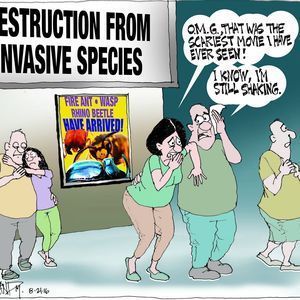 ESTRUCTION FROM
NVASIVE SPECIES
FIRE ANT • WASP
RHINO BEETLE
HAVE ARRIVED!
O.M.G., THAT WAS THE
SCARIEST MOVIE I HAVE
EVER SEEN!
I KNOW, I'M
STILL SHAKING.
8-21-16